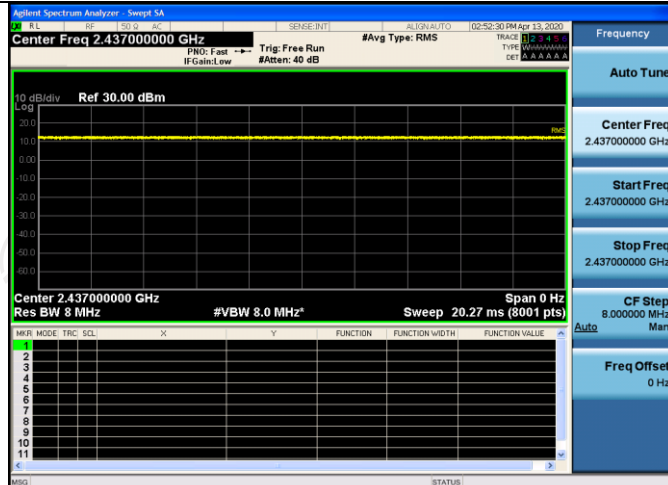 Agilent Spectrum Analyzer - Swept SA
RL RF 50 Ω AC SENSE:INT ALIGN AUTO 02:52:30 PM Apr 13, 2020
Center Freq 2.437000000 GHz
PNO: Fast
IFGain:Low
Trig: Free Run
#Atten: 40 dB
#Avg Type: RMS
TRACE 1 2 3 4 5 6
TYPE
DET A A A A A A
10 dB/div
Log
Ref 30.00 dBm
20.0
10.0
0.00
-10.0
-20.0
-30.0
-40.0
-50.0
-60.0
RMS
Center 2.437000000 GHz Span 0 Hz
Res BW 8 MHz #VBW 8.0 MHz* Sweep 20.27 ms (8001 pts)
MKR MODE TRC SCL X Y FUNCTION FUNCTION WIDTH FUNCTION VALUE
1
2
3
4
5
6
7
8
9
10
11
MSG STATUS
Frequency
Auto Tune
Center Freq
2.437000000 GHz
Start Freq
2.437000000 GHz
Stop Freq
2.437000000 GHz
CF Step
8.000000 MHz
Auto Man
Freq Offset
0 Hz